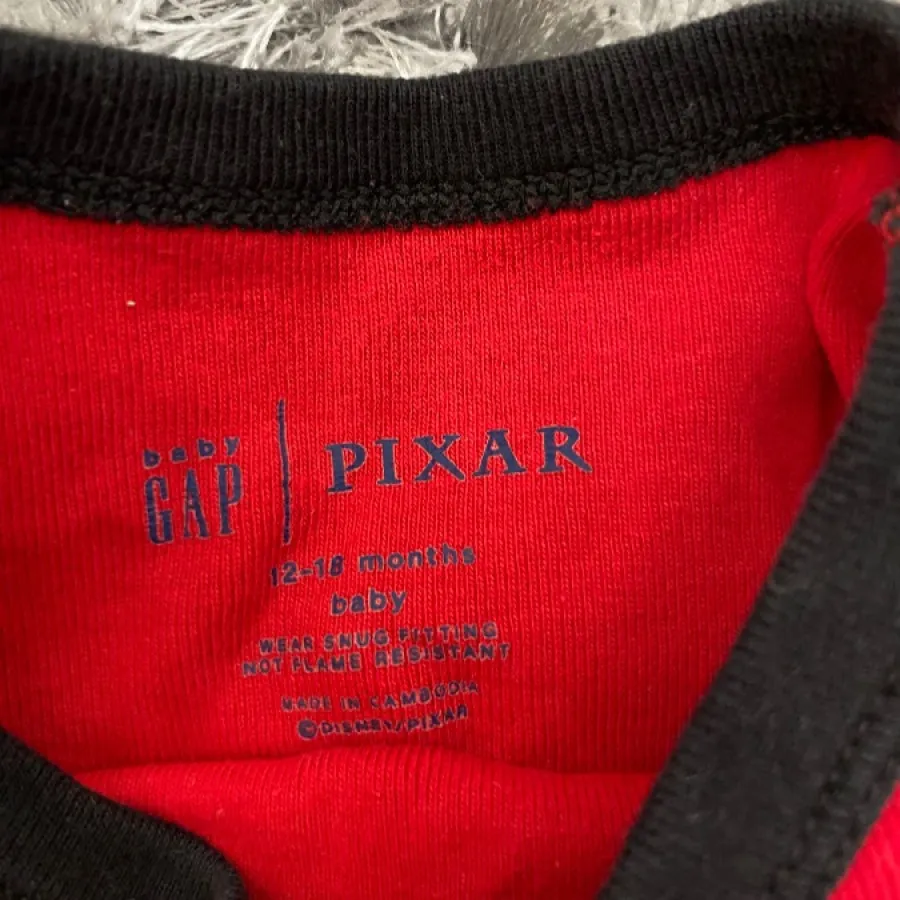 baby
GAP | PIXAR
12-18 months
baby
WEAR SNUG FITTING
NOT FLAME RESISTANT
MADE IN CAMBODIA
©DISNEY/PIXAR